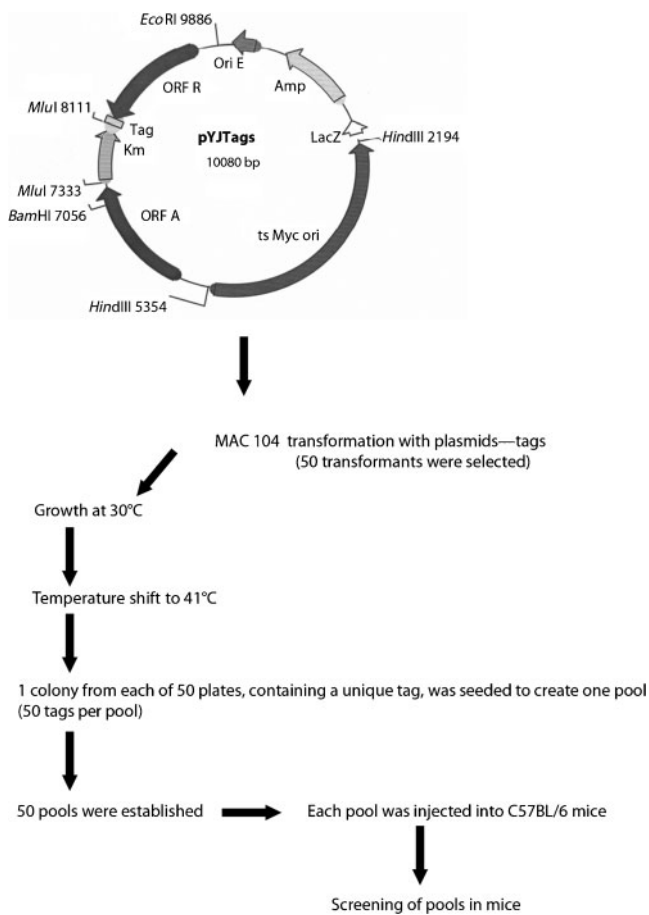 EcoRI 9886
Ori E
Amp
ORF R
MluI 8111
Tag
Km
pYJTags
10080 bp
LacZ
HindIII 2194
MluI 7333
BamHI 7056
ORF A
ts Myc ori
HindIII 5354
MAC 104 transformation with plasmids—tags
(50 transformants were selected)
Growth at 30°C
Temperature shift to 41°C
1 colony from each of 50 plates, containing a unique tag, was seeded to create one pool
(50 tags per pool)
50 pools were established
Each pool was injected into C57BL/6 mice
Screening of pools in mice